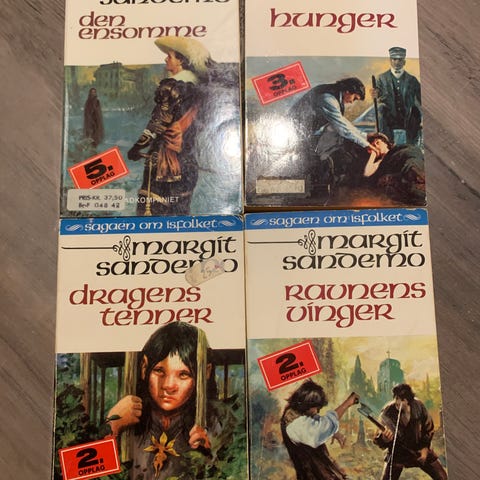 sandemo
den
ensomme
5.
OPPLAG
PRIS-KR. 37,50
hunger
3.
OPPLAG
sagaen om isfolket
margit
sandemo
dragens
tenner
2.
OPPLAG
sagaen om isfolket
margit
sandemo
ravnens
vinger
2.
OPPLAG